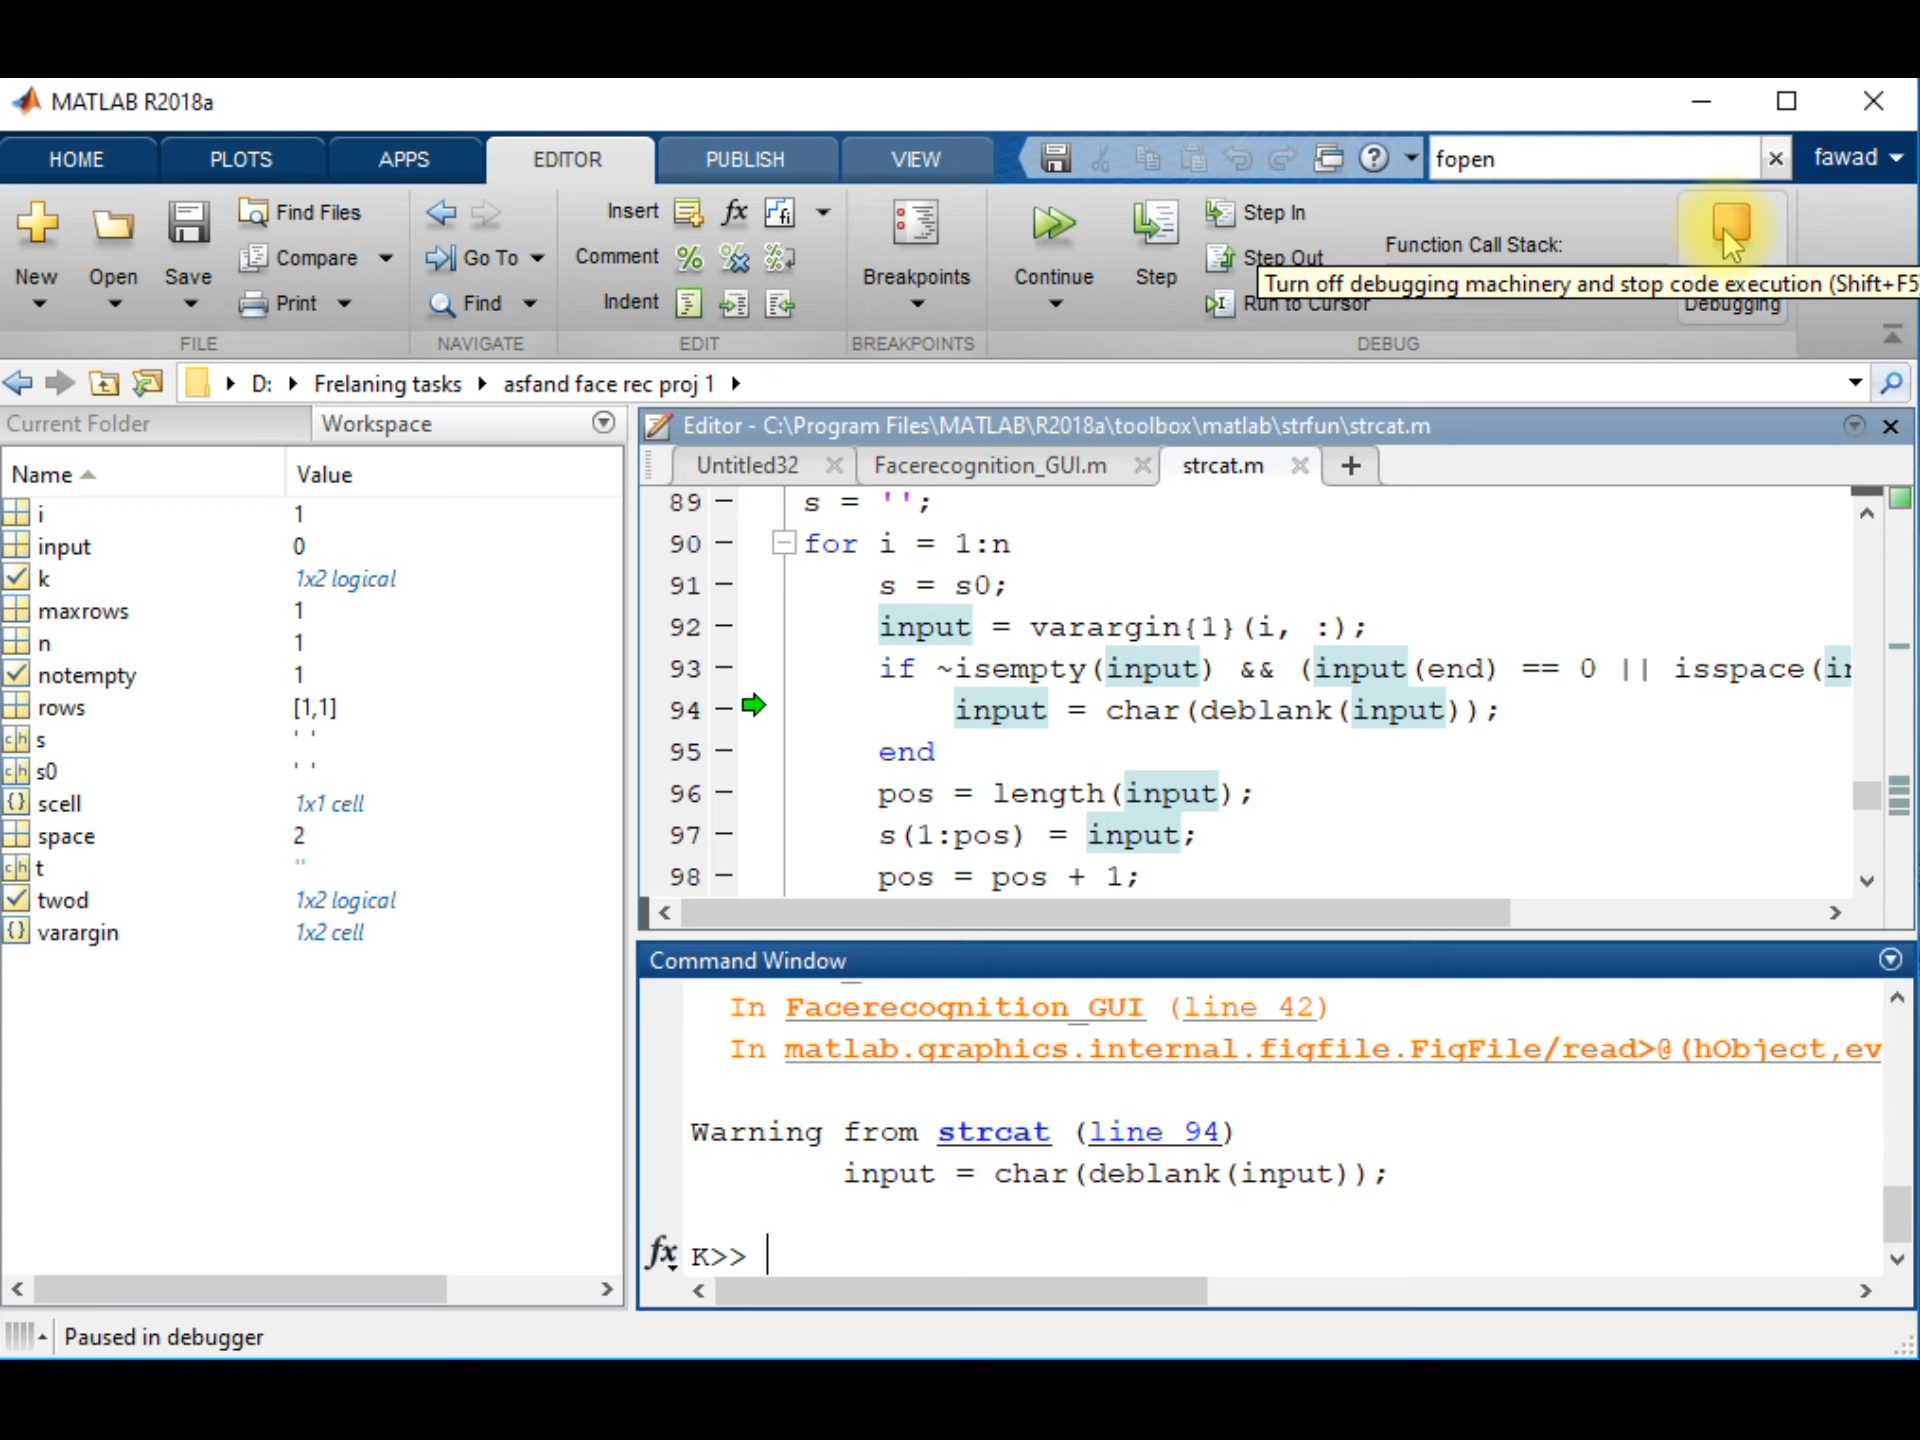 MATLAB R2018a
HOME PLOTS APPS EDITOR PUBLISH VIEW fopen fawad
New Open Save Find Files Compare Print
Go To Find
Insert Comment Indent
fx fi
Breakpoints
Continue Step Step In Step Out Run to Cursor
Function Call Stack:
Debugging
Turn off debugging machinery and stop code execution (Shift+F5
FILE NAVIGATE EDIT BREAKPOINTS DEBUG
D: Frelaning tasks asfand face rec proj 1
Current Folder Workspace
Name Value
i 1
input 0
k 1x2 logical
maxrows 1
n 1
notempty 1
rows [1,1]
s ' '
s0 ' '
scell 1x1 cell
space 2
t ''
twod 1x2 logical
varargin 1x2 cell
Editor - C:\Program Files\MATLAB\R2018a\toolbox\matlab\strfun\strcat.m
Untitled32 Facerecognition_GUI.m strcat.m
89 s = ' ';
90 for i = 1:n
91 s = s0;
92 input = varargin{1}(i, :);
93 if ~isempty(input) && (input(end) == 0 || isspace(in
94 input = char(deblank(input));
95 end
96 pos = length(input);
97 s(1:pos) = input;
98 pos = pos + 1;
Command Window
In Facerecognition_GUI (line 42)
In matlab.graphics.internal.figfile.FigFile/read>@(hObject,ev
Warning from strcat (line 94)
input = char(deblank(input));
fx K>>
Paused in debugger